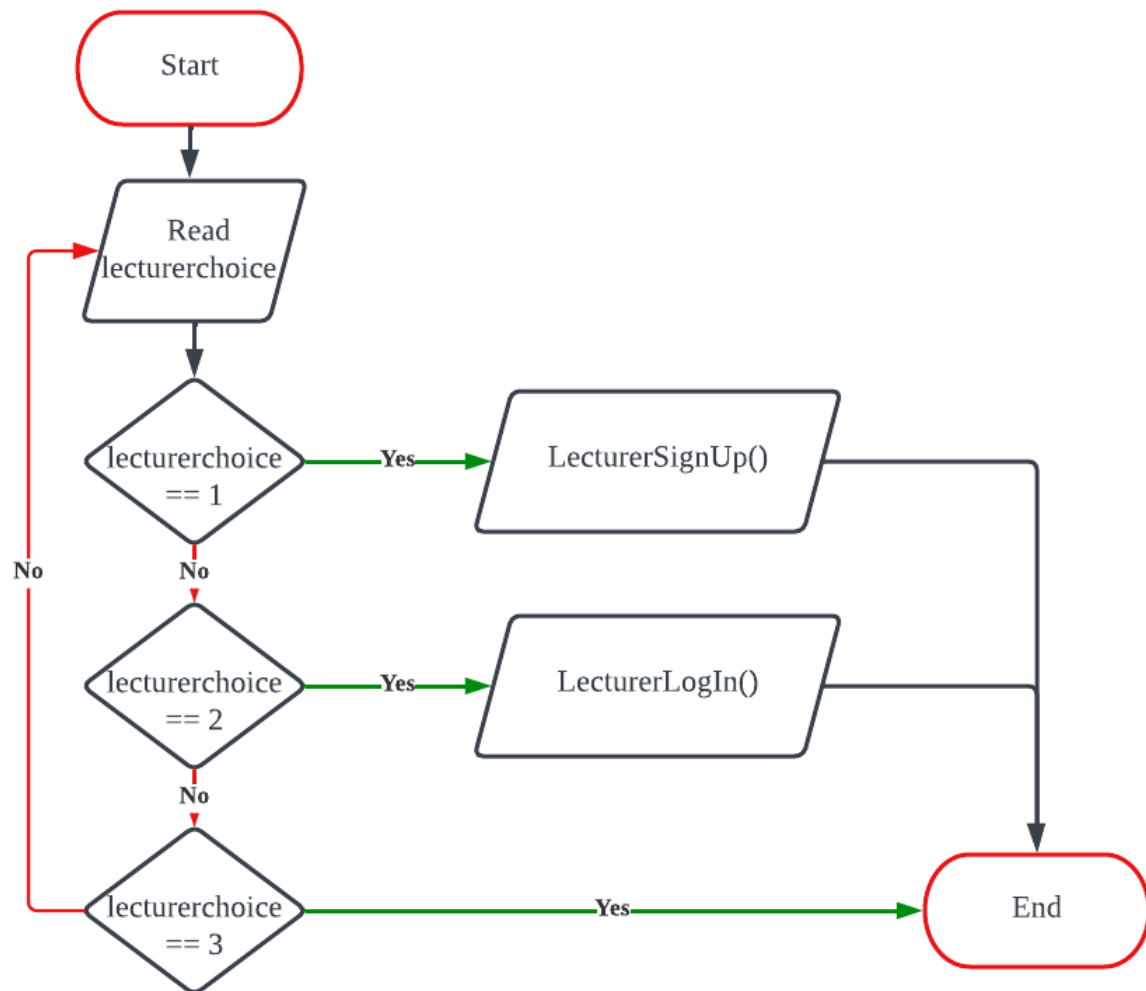 Start
Read
lecturerchoice
lecturerchoice
== 1
Yes
LecturerSignUp()
No
No
lecturerchoice
== 2
Yes
LecturerLogIn()
No
lecturerchoice
== 3
Yes
End